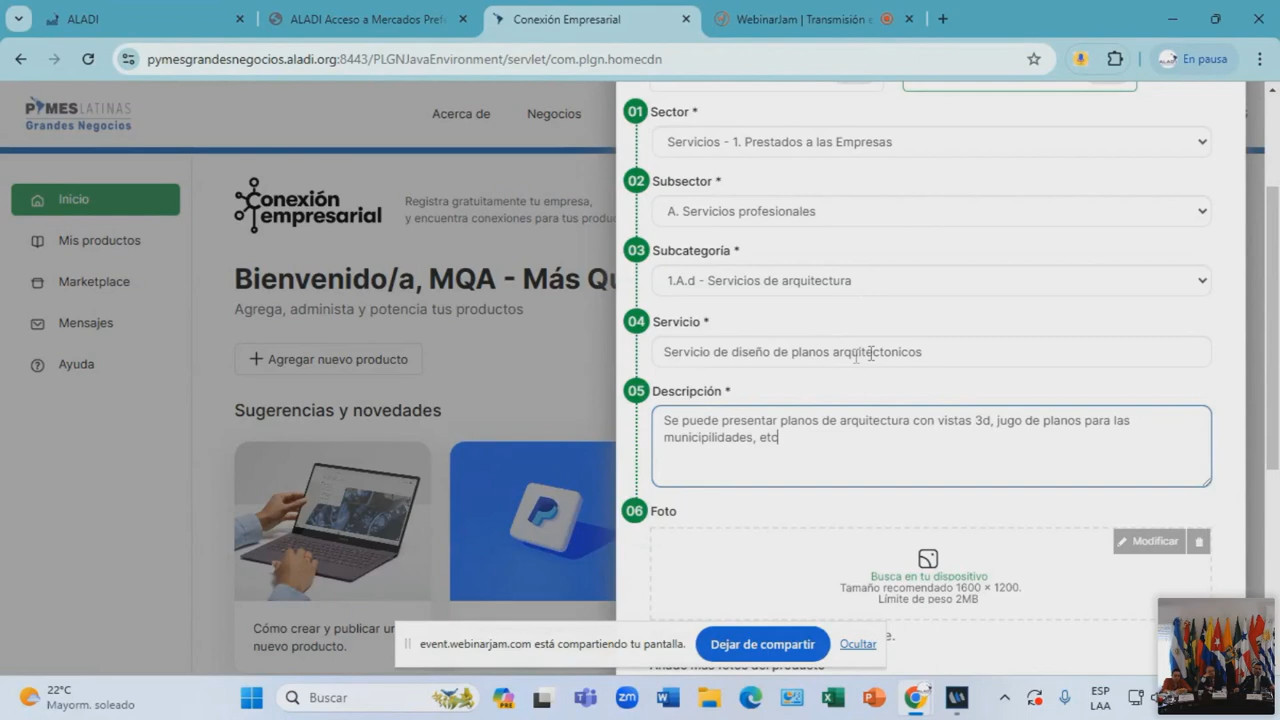 ALADI
ALADI Acceso a Mercados Pref
Conexión Empresarial
WebinarJam | Transmisión
pymesgrandesnegocios.aladi.org:8443/PLGNJavaEnvironment/servlet/com.plgn.homecdn
En pausa
PYMESLATINAS
Grandes Negocios
Acerca de
Negocios
Inicio
Mis productos
Marketplace
Mensajes
Ayuda
Conexión
empresarial
Registra gratuitamente tu empresa,
y encuentra conexiones para tus produ
Bienvenido/a, MQA - Más Qu
Agrega, administa y potencia tus productos
Agregar nuevo producto
Sugerencias y novedades
Cómo crear y publicar un
nuevo producto.
01 Sector *
Servicios - 1. Prestados a las Empresas
02 Subsector *
A. Servicios profesionales
03 Subcategoría *
1.A.d - Servicios de arquitectura
04 Servicio *
Servicio de diseño de planos arquitectonicos
05 Descripción *
Se puede presentar planos de arquitectura con vistas 3d, jugo de planos para las
municipilidades, etc
06 Foto
Modificar
Busca en tu dispositivo
Tamaño recomendado 1600 × 1200.
Límite de peso 2MB
event.webinarjam.com está compartiendo tu pantalla.
Dejar de compartir
Ocultar
22°C
Mayorm. soleado
Buscar
PRE
zm
ESP
LAA